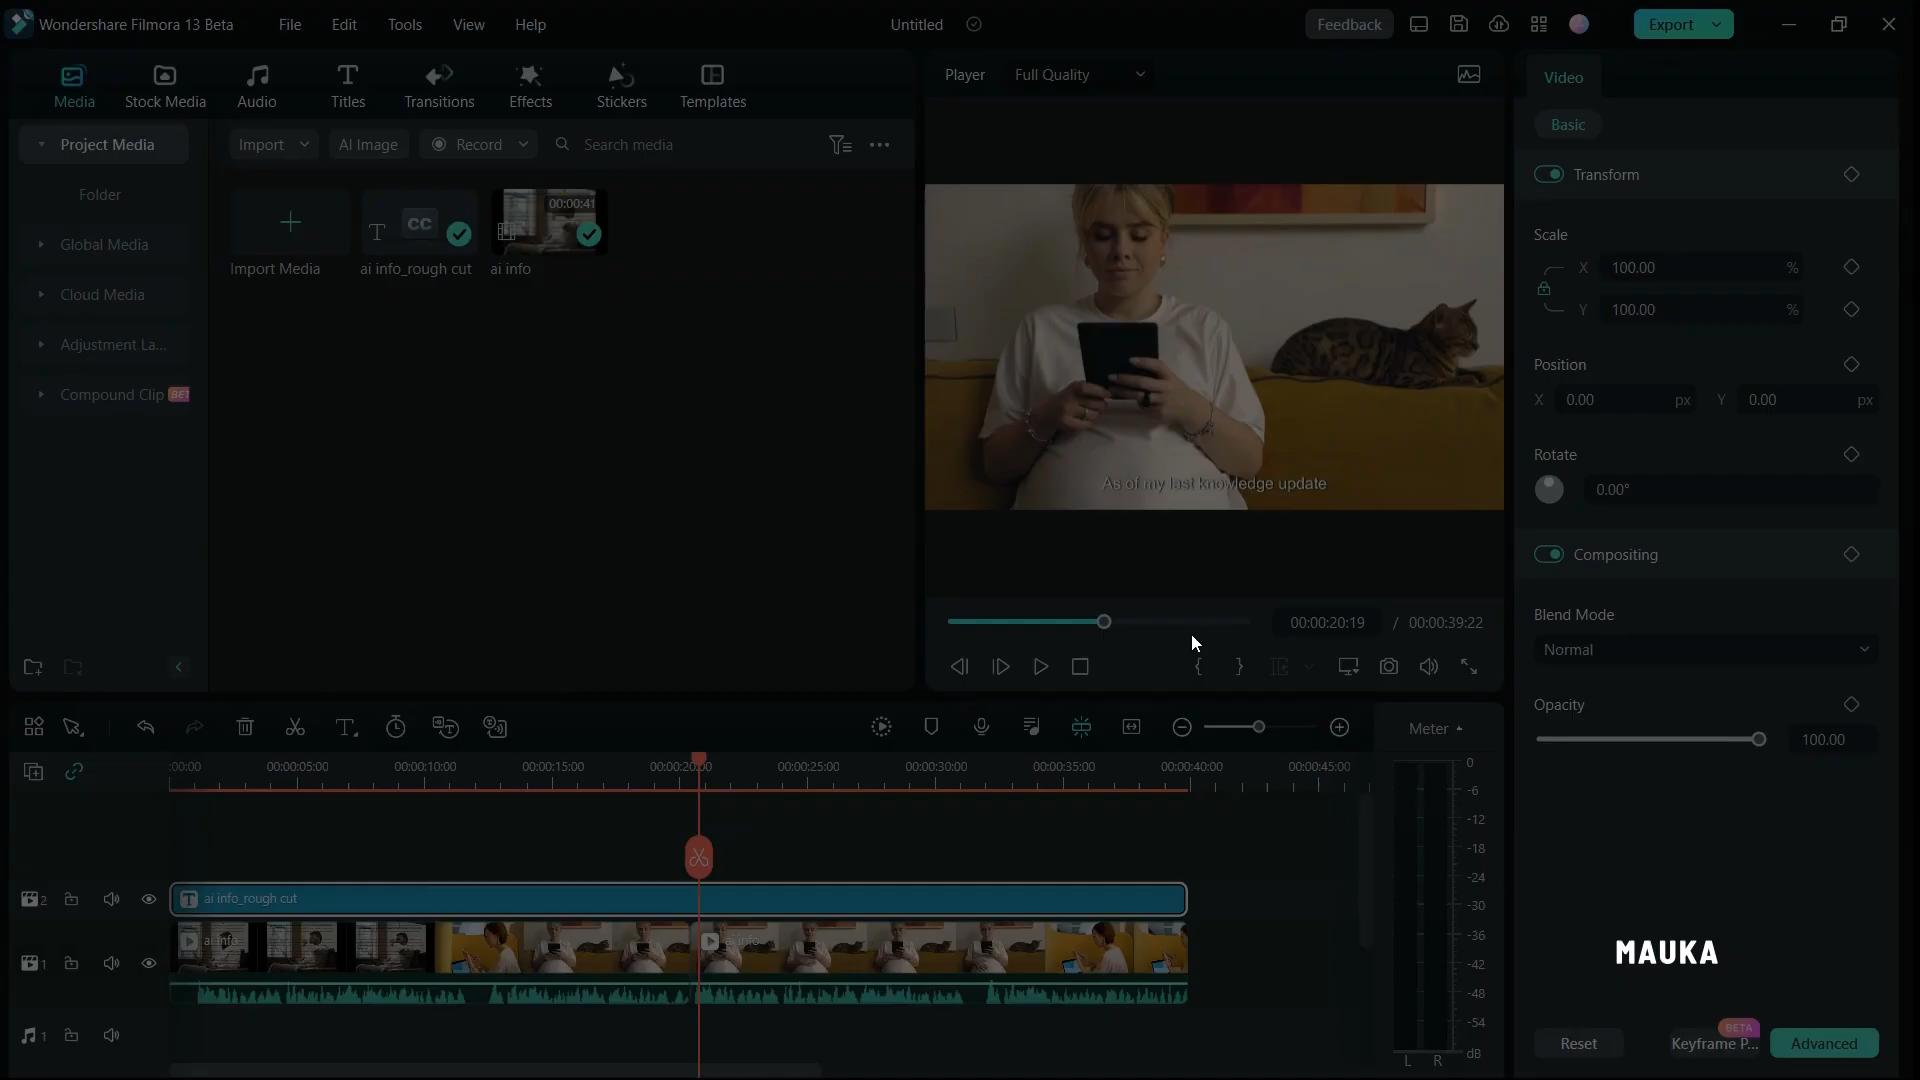 Wondershare Filmora 13 Beta
File Edit Tools View Help
Untitled
Feedback
Export
Media
Stock Media
Audio
Titles
Transitions
Effects
Stickers
Templates
Player Full Quality
Video
Basic
Project Media
Folder
Global Media
Cloud Media
Adjustment La...
Compound Clip BET
Import
AI Image
Record
Search media
Import Media
T CC
ai info_rough cut
00:00:41
ai info
As of my last knowledge update
00:00:20:19 / 00:00:39:22
{ }
Transform
Scale
X 100.00 %
Y 100.00 %
Position
X 0.00 px Y 0.00 px
Rotate
0.00°
Compositing
Blend Mode
Normal
Opacity
100.00
Meter
:00:00 00:00:05:00 00:00:10:00 00:00:15:00 00:00:20:00 00:00:25:00 00:00:30:00 00:00:35:00 00:00:40:00 00:00:45:00
2
T ai info_rough cut
1
ai info
ai info
1
0
-6
-12
-18
-24
-30
-36
-42
-48
-54
dB
L R
MAUKA
Reset
Keyframe P...
BETA
Advanced